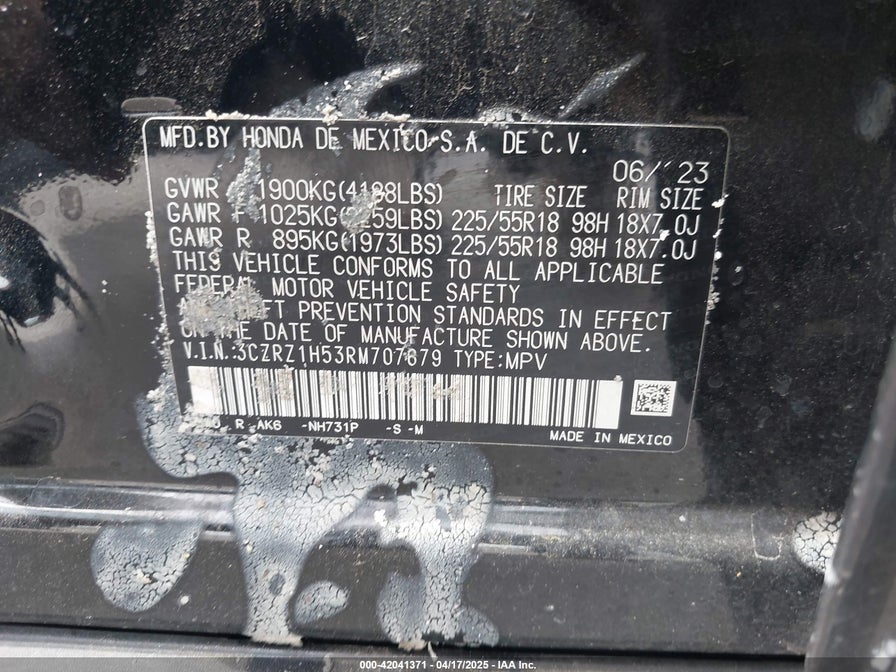 MFD.BY HONDA DE MEXICO S.A. DE C.V.
06/'23
GVWR 1900KG(4188LBS) TIRE SIZE RIM SIZE
GAWR F 1025KG( 259LBS) 225/55R18 98H 18X7.0J
GAWR R 895KG(1973LBS) 225/55R18 98H 18X7.0J
THIS VEHICLE CONFORMS TO ALL APPLICABLE
FEDERAL MOTOR VEHICLE SAFETY
PREVENTION STANDARDS IN EFFECT
ON THE DATE OF MANUFACTURE SHOWN ABOVE.
V.I.N.:3CZRZ1H53RM707679 TYPE:MPV
R AK6 -NH731P -S -M
MADE IN MEXICO
000-42041371 - 04/17/2025 - IAA Inc.